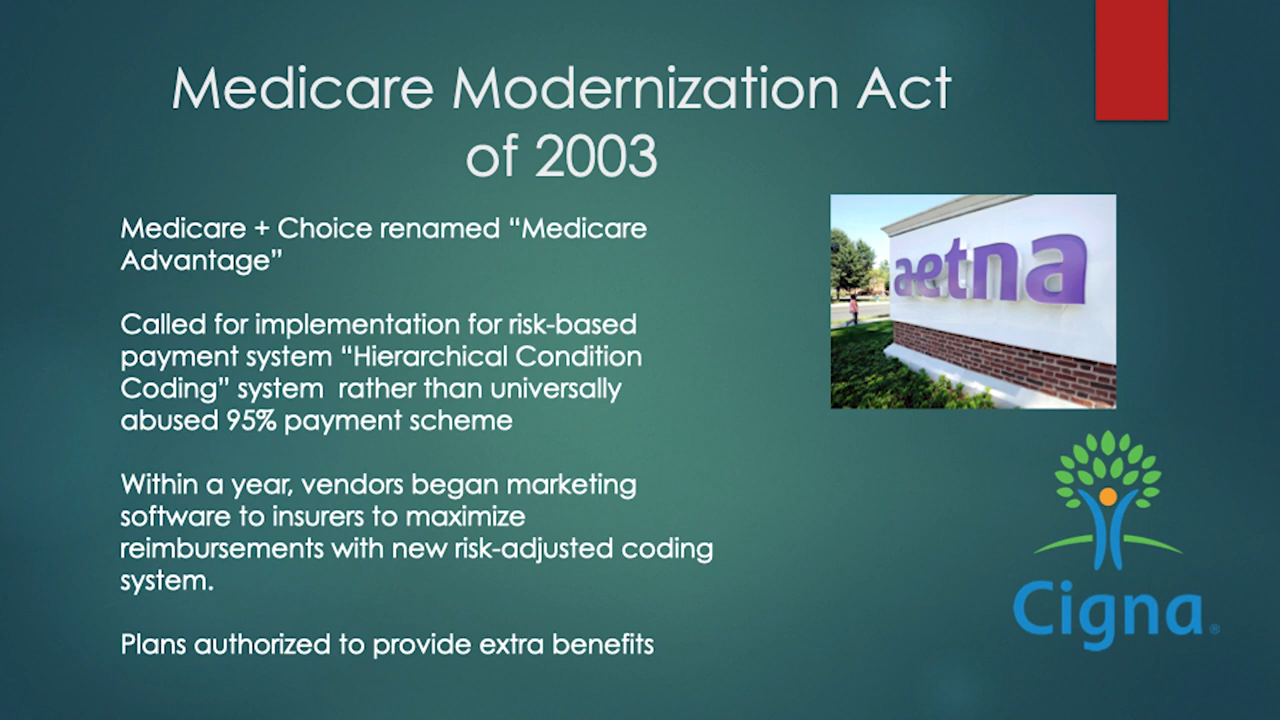 Medicare Modernization Act
of 2003
Medicare + Choice renamed “Medicare
Advantage”
Called for implementation for risk-based
payment system “Hierarchical Condition
Coding” system  rather than universally
abused 95% payment scheme
Within a year, vendors began marketing
software to insurers to maximize
reimbursements with new risk-adjusted coding
system.
Plans authorized to provide extra benefits
aetna
Cigna®